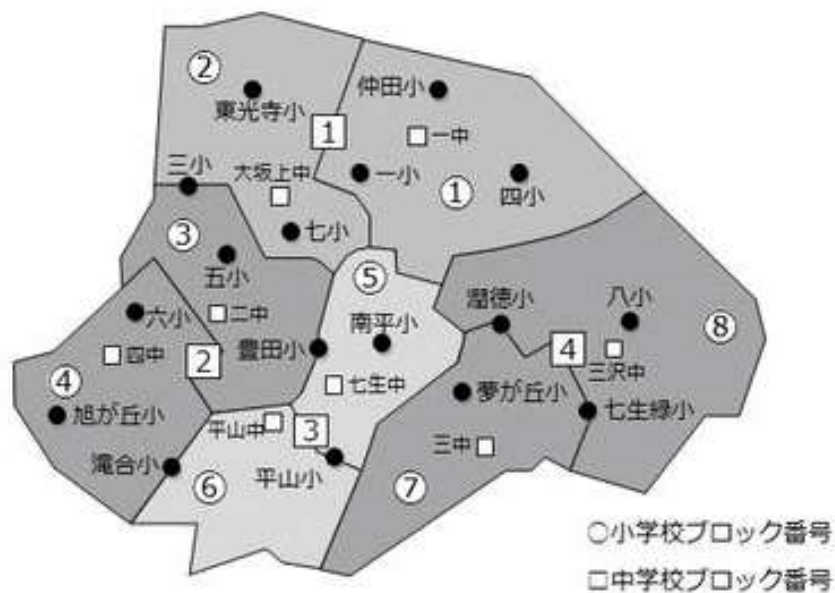 ②
仲田小
東光寺小
1
一中
三小
大坂上中
一小
①
四小
③
七小
五小
⑤
潤徳小
八小
⑧
六小
二中
南平小
豊田小
4
四中
2
三沢中
④
七生中
夢が丘小
旭が丘小
平山中
3
七生緑小
三中
滝合小
⑥
平山小
⑦
○小学校ブロック番号
□中学校ブロック番号